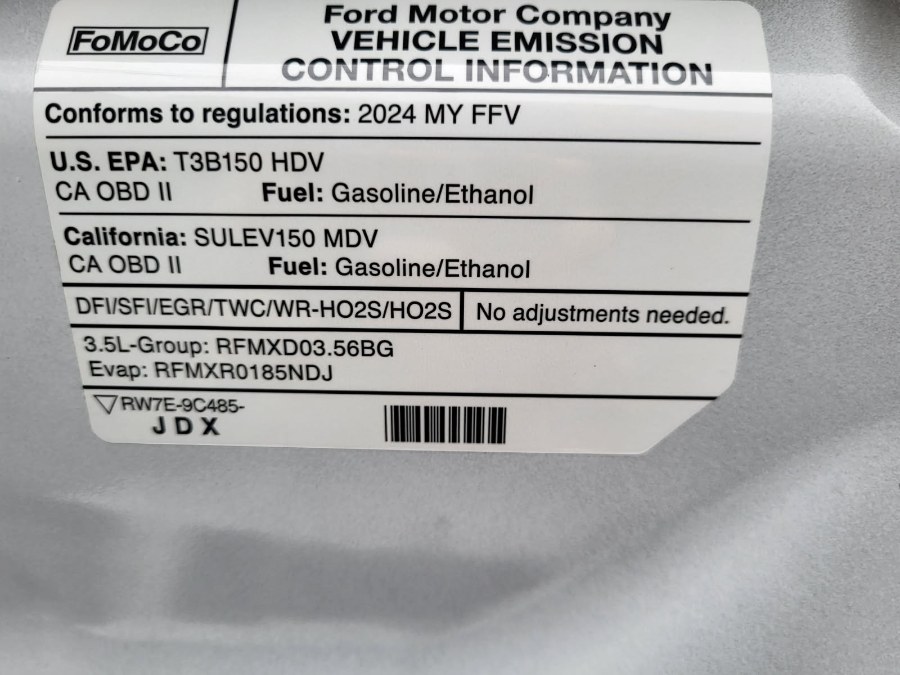 FoMoCo
Ford Motor Company
VEHICLE EMISSION
CONTROL INFORMATION
Conforms to regulations: 2024 MY FFV
U.S. EPA: T3B150 HDV
CA OBD II Fuel: Gasoline/Ethanol
California: SULEV150 MDV
CA OBD II Fuel: Gasoline/Ethanol
DFI/SFI/EGR/TWC/WR-HO2S/HO2S No adjustments needed.
3.5L-Group: RFMXD03.56BG
Evap: RFMXR0185NDJ
RW7E-9C485-
JDX